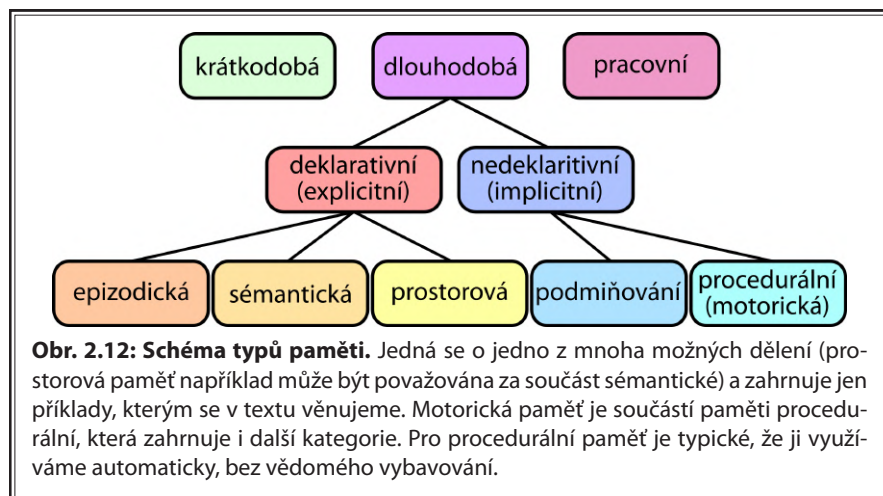 krátkodobá
dlouhodobá
pracovní
deklarativní
(explicitní)
nedeklaritivní
(implicitní)
epizodická
sémantická
prostorová
podmiňování
procedurální
(motorická)
Obr. 2.12: Schéma typů paměti. Jedná se o jedno z mnoha možných dělení (pro-
storová paměť například může být považována za součást sémantické) a zahrnuje jen
příklady, kterým se v textu věnujeme. Motorická paměť je součástí paměti procedu-
rální, která zahrnuje i další kategorie. Pro procedurální paměť je typické, že ji využí-
váme automaticky, bez vědomého vybavování.